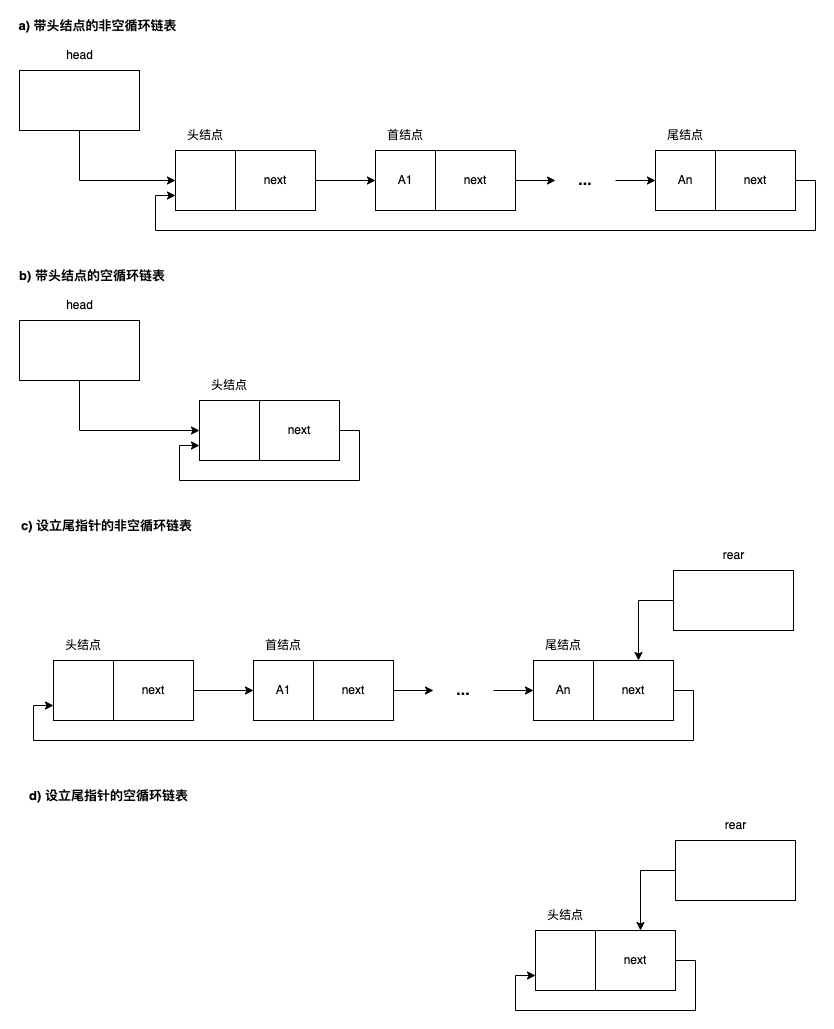 a) 带头结点的非空循环链表
head
头结点 首结点 尾结点
next A1 next ... An next
b) 带头结点的空循环链表
head
头结点
next
c) 设立尾指针的非空循环链表
rear
头结点 首结点 尾结点
next A1 next ... An next
d) 设立尾指针的空循环链表
rear
头结点
next